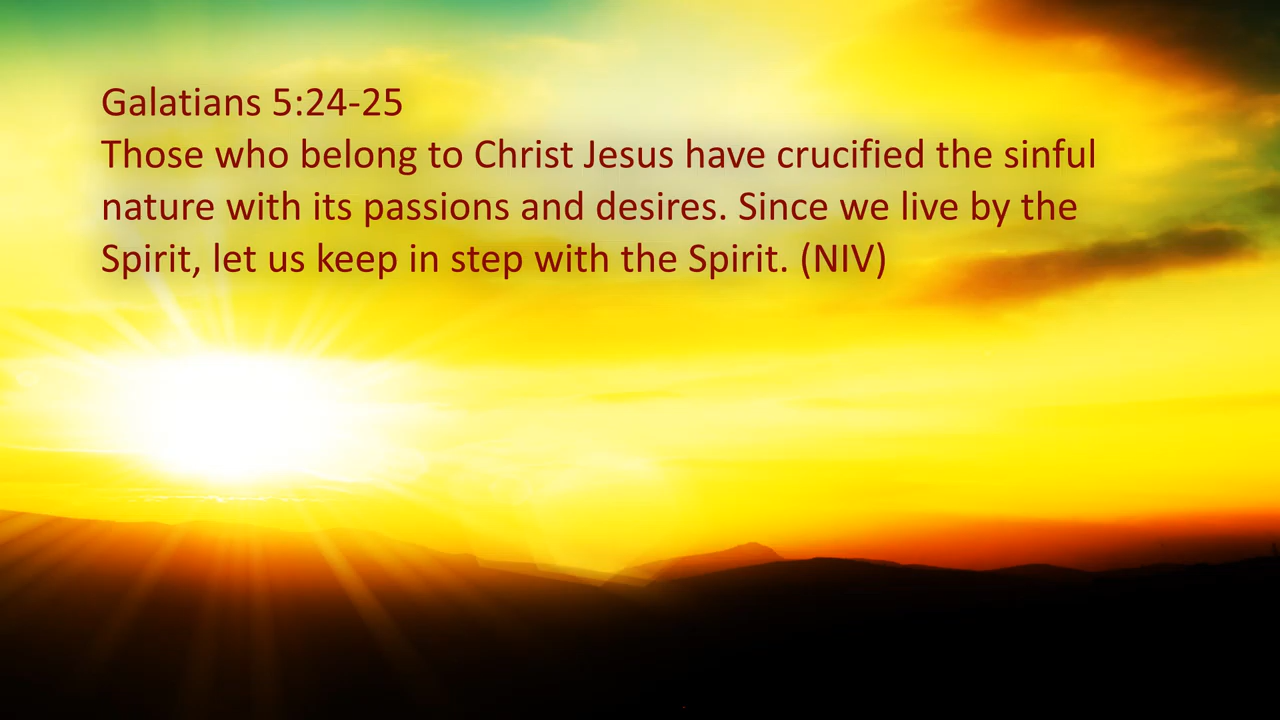 Galatians 5:24-25
Those who belong to Christ Jesus have crucified the sinful
nature with its passions and desires. Since we live by the
Spirit, let us keep in step with the Spirit. (NIV)